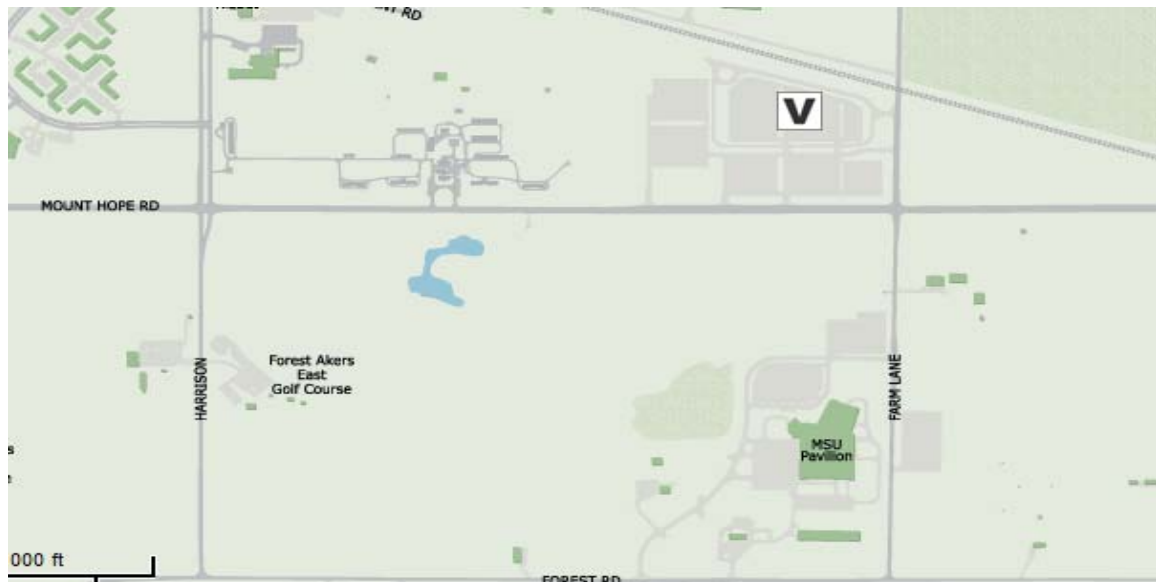 V
MOUNT HOPE RD
HARRISON
Forest Akers
East
Golf Course
FARM LANE
MSU
Pavilion
000 ft
FOREST RD